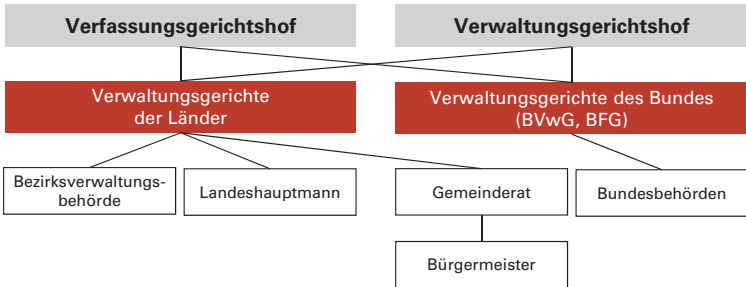 Verfassungsgerichtshof
Verwaltungsgerichtshof
Verwaltungsgerichte
der Länder
Verwaltungsgerichte des Bundes
(BVwG, BFG)
Bezirksverwaltungs-
behörde
Landeshauptmann
Gemeinderat
Bundesbehörden
Bürgermeister